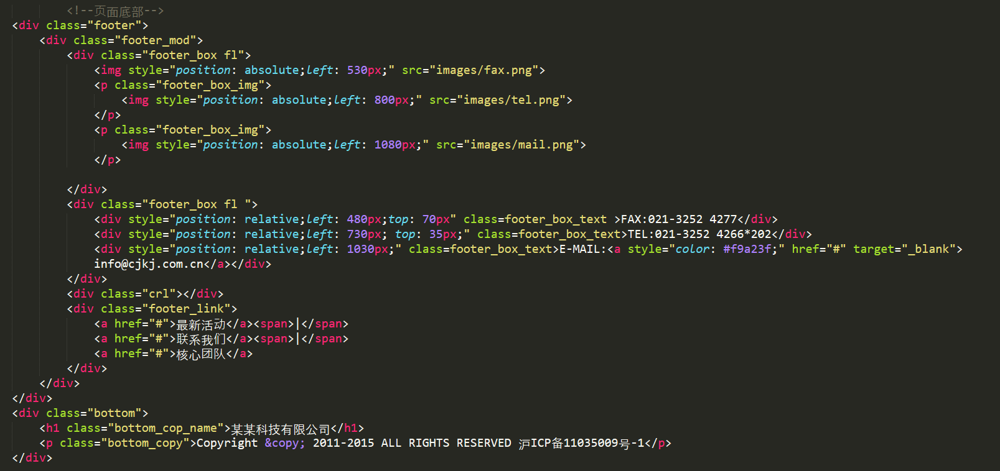 <!--页面底部-->
<div class="footer">
<div class="footer_mod">
<div class="footer_box fl">
<img style="position: absolute;left: 530px;" src="images/fax.png">
<p class="footer_box_img">
<img style="position: absolute;left: 800px;" src="images/tel.png">
</p>
<p class="footer_box_img">
<img style="position: absolute;left: 1080px;" src="images/mail.png">
</p>
</div>
<div class="footer_box fl ">
<div style="position: relative;left: 480px;top: 70px" class=footer_box_text >FAX:021-3252 4277</div>
<div style="position: relative;left: 730px; top: 35px;" class=footer_box_text>TEL:021-3252 4266*202</div>
<div style="position: relative;left: 1030px;" class=footer_box_text>E-MAIL:<a style="color: #f9a23f;" href="#" target="_blank">
info@cjkj.com.cn</a></div>
</div>
<div class="crl"></div>
<div class="footer_link">
<a href="#">最新活动</a><span>|</span>
<a href="#">联系我们</a><span>|</span>
<a href="#">核心团队</a>
</div>
</div>
</div>
<div class="bottom">
<h1 class="bottom_cop_name">某某科技有限公司</h1>
<p class="bottom_copy">Copyright &copy; 2011-2015 ALL RIGHTS RESERVED 沪ICP备11035009号-1</p>
</div>